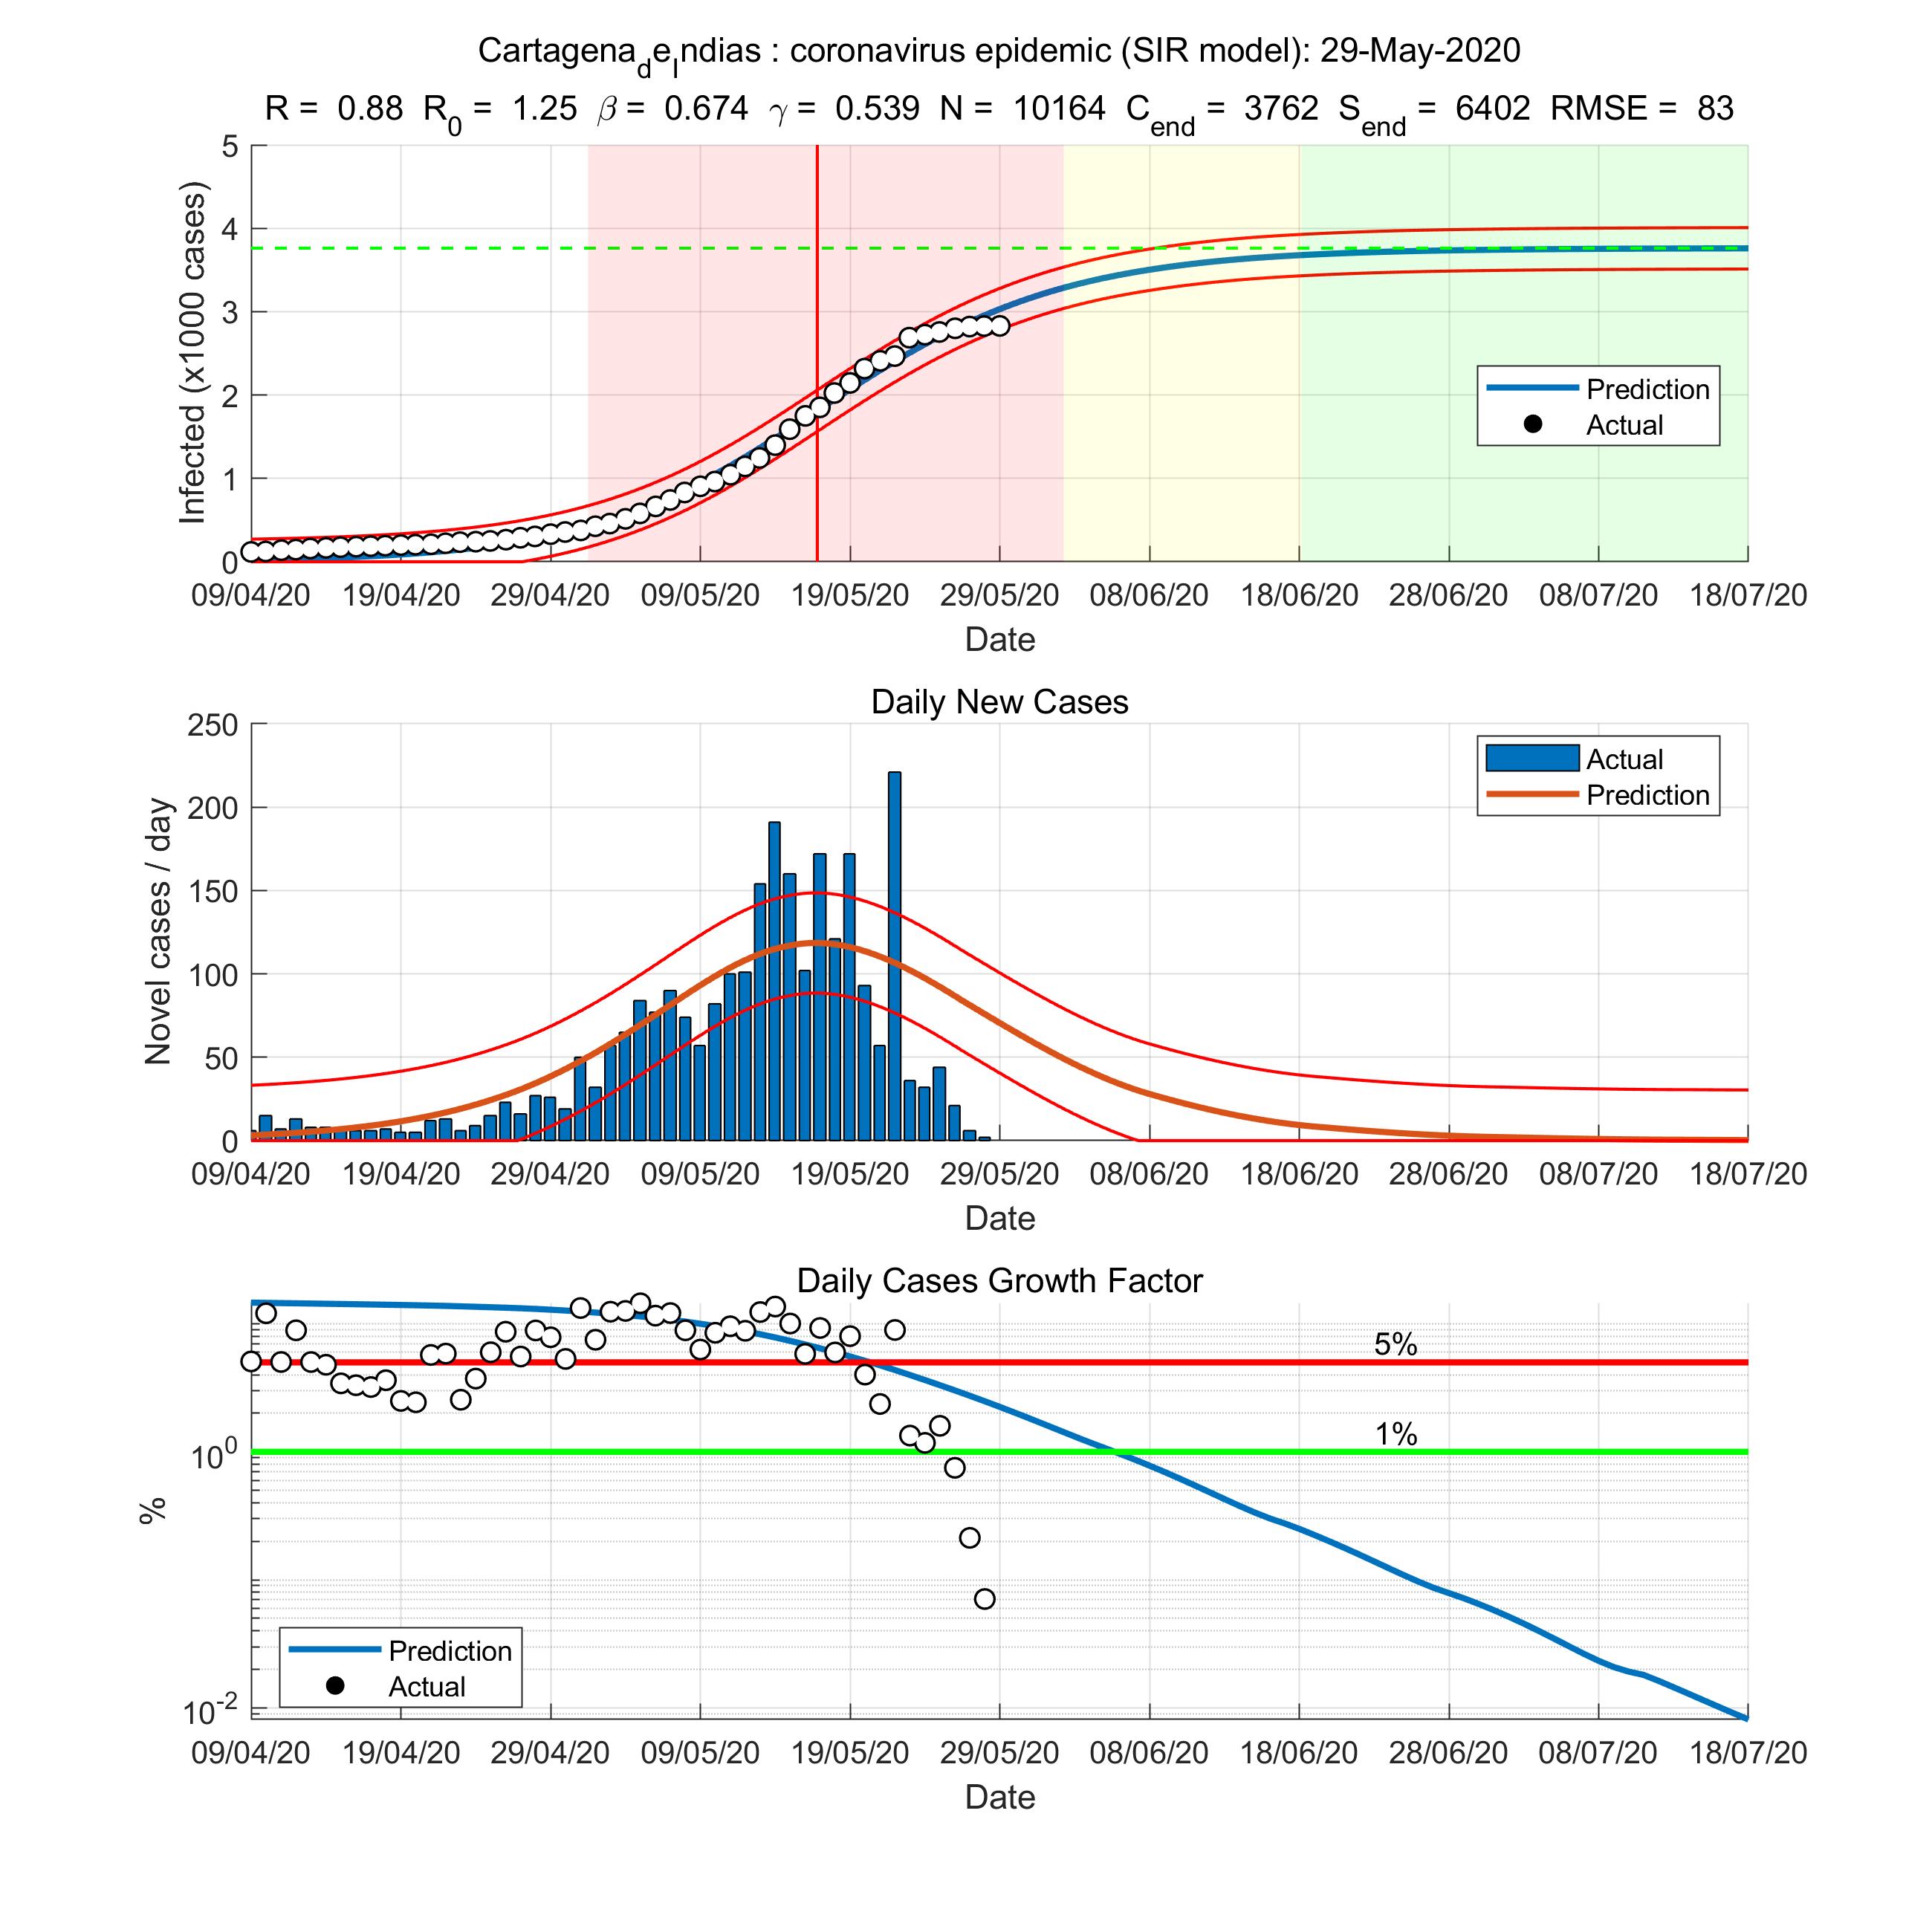 Cartagena_de_Indias : coronavirus epidemic (SIR model): 29-May-2020
R = 0.88 R_0 = 1.25 β = 0.674 γ = 0.539 N = 10164 C_end = 3762 S_end = 6402 RMSE = 83
5
4
3
2
1
0
Infected (x1000 cases)
Prediction
Actual
09/04/20 19/04/20 29/04/20 09/05/20 19/05/20 29/05/20 08/06/20 18/06/20 28/06/20 08/07/20 18/07/20
Date
Daily New Cases
250
200
150
100
50
0
Novel cases / day
Actual
Prediction
09/04/20 19/04/20 29/04/20 09/05/20 19/05/20 29/05/20 08/06/20 18/06/20 28/06/20 08/07/20 18/07/20
Date
Daily Cases Growth Factor
5%
1%
10^0
%
Prediction
Actual
10^-2
09/04/20 19/04/20 29/04/20 09/05/20 19/05/20 29/05/20 08/06/20 18/06/20 28/06/20 08/07/20 18/07/20
Date